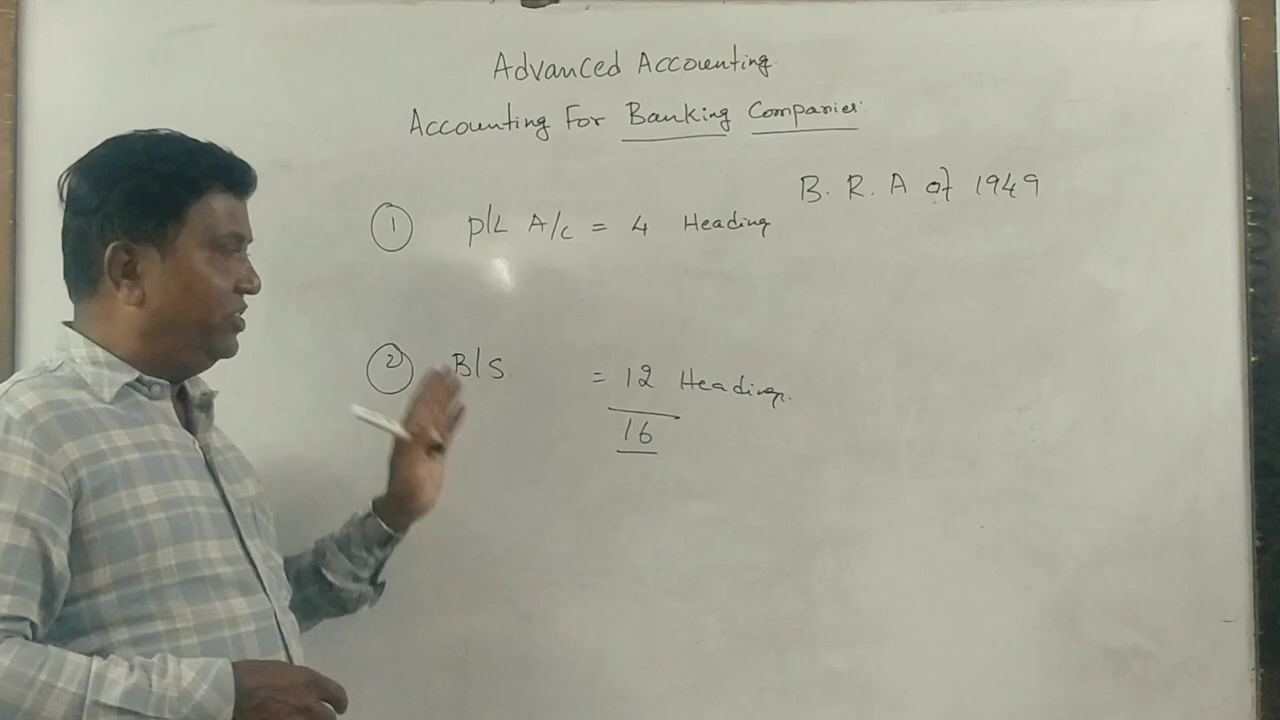 Advanced Accounting.
Accounting For Banking Companies:
B. R. A of 1949
① P/L A/c = 4 Heading
② B/S = 12 Heading.
16